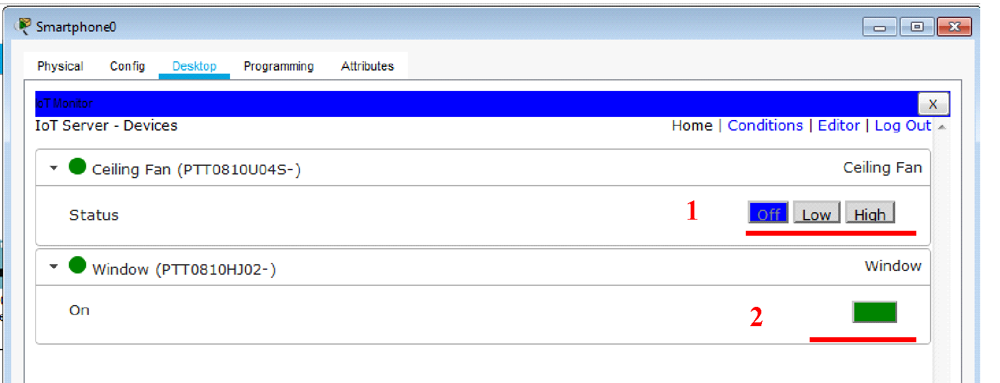 Smartphone0
Physical Config Desktop Programming Attributes
IoT Monitor X
IoT Server - Devices Home | Conditions | Editor | Log Out
Ceiling Fan (PTT0810U04S-) Ceiling Fan
Status 1 Off Low High
Window (PTT0810HJ02-) Window
On 2